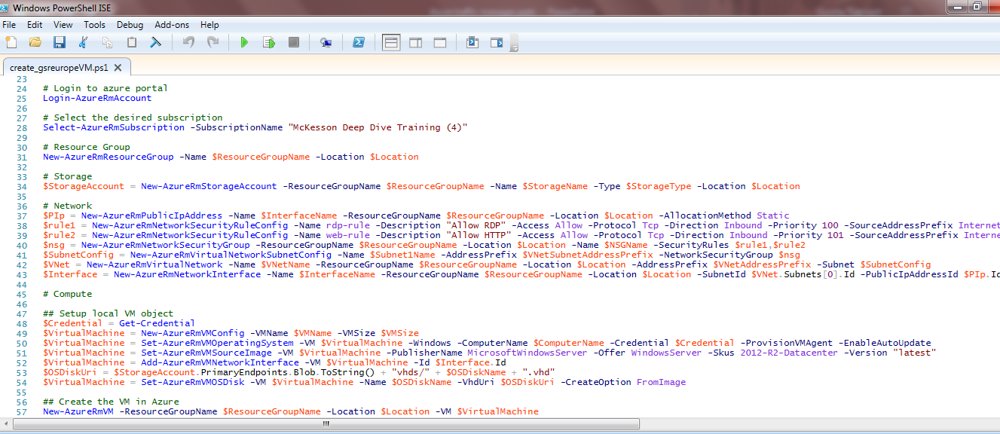 Windows PowerShell ISE
File Edit View Tools Debug Add-ons Help
create_gsreuropeVM.ps1
23
24 # Login to azure portal
25 Login-AzureRmAccount
26
27 # Select the desired subscription
28 Select-AzureRmSubscription -SubscriptionName "McKesson Deep Dive Training (4)"
29
30 # Resource Group
31 New-AzureRmResourceGroup -Name $ResourceGroupName -Location $Location
32
33 # Storage
34 $StorageAccount = New-AzureRmStorageAccount -ResourceGroupName $ResourceGroupName -Name $StorageName -Type $StorageType -Location $Location
35
36 # Network
37 $PIp = New-AzureRmPublicIpAddress -Name $InterfaceName -ResourceGroupName $ResourceGroupName -Location $Location -AllocationMethod Static
38 $rule1 = New-AzureRmNetworkSecurityRuleConfig -Name rdp-rule -Description "Allow RDP" -Access Allow -Protocol Tcp -Direction Inbound -Priority 100 -SourceAddressPrefix Internet
39 $rule2 = New-AzureRmNetworkSecurityRuleConfig -Name web-rule -Description "Allow HTTP" -Access Allow -Protocol Tcp -Direction Inbound -Priority 101 -SourceAddressPrefix Interne
40 $nsg = New-AzureRmNetworkSecurityGroup -ResourceGroupName $ResourceGroupName -Location $Location -Name $NSGName -SecurityRules $rule1,$rule2
41 $SubnetConfig = New-AzureRmVirtualNetworkSubnetConfig -Name $Subnet1Name -AddressPrefix $VNetSubnetAddressPrefix -NetworkSecurityGroup $nsg
42 $VNet = New-AzureRmVirtualNetwork -Name $VNetName -ResourceGroupName $ResourceGroupName -Location $Location -AddressPrefix $VNetAddressPrefix -Subnet $SubnetConfig
43 $Interface = New-AzureRmNetworkInterface -Name $InterfaceName -ResourceGroupName $ResourceGroupName -Location $Location -SubnetId $VNet.Subnets[0].Id -PublicIpAddressId $PIp.Id
44
45 # Compute
46
47 ## Setup local VM object
48 $Credential = Get-Credential
49 $VirtualMachine = New-AzureRmVMConfig -VMName $VMName -VMSize $VMSize
50 $VirtualMachine = Set-AzureRmVMOperatingSystem -VM $VirtualMachine -Windows -ComputerName $ComputerName -Credential $Credential -ProvisionVMAgent -EnableAutoUpdate
51 $VirtualMachine = Set-AzureRmVMSourceImage -VM $VirtualMachine -PublisherName MicrosoftWindowsServer -Offer WindowsServer -Skus 2012-R2-Datacenter -Version "latest"
52 $VirtualMachine = Add-AzureRmVMNetworkInterface -VM $VirtualMachine -Id $Interface.Id
53 $OSDiskUri = $StorageAccount.PrimaryEndpoints.Blob.ToString() + "vhds/" + $OSDiskName + ".vhd"
54 $VirtualMachine = Set-AzureRmVMOSDisk -VM $VirtualMachine -Name $OSDiskName -VhdUri $OSDiskUri -CreateOption FromImage
55
56 ## Create the VM in Azure
57 New-AzureRmVM -ResourceGroupName $ResourceGroupName -Location $Location -VM $VirtualMachine